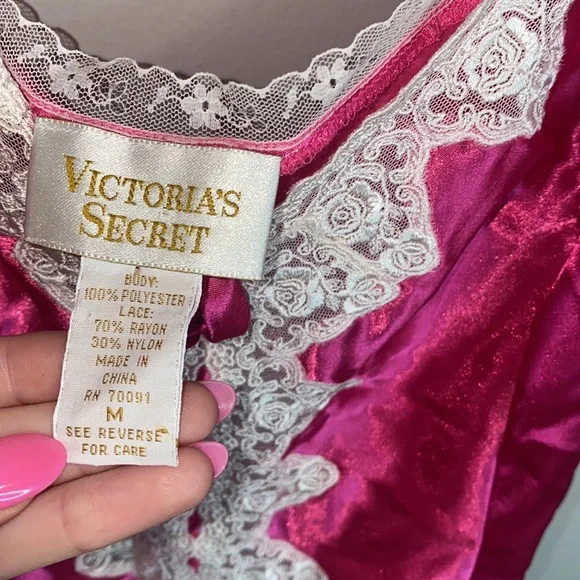 VICTORIA'S
SECRET
BODY:
100% POLYESTER
LACE:
70% RAYON
30% NYLON
MADE IN
CHINA
RN 70091
M
SEE REVERSE
FOR CARE